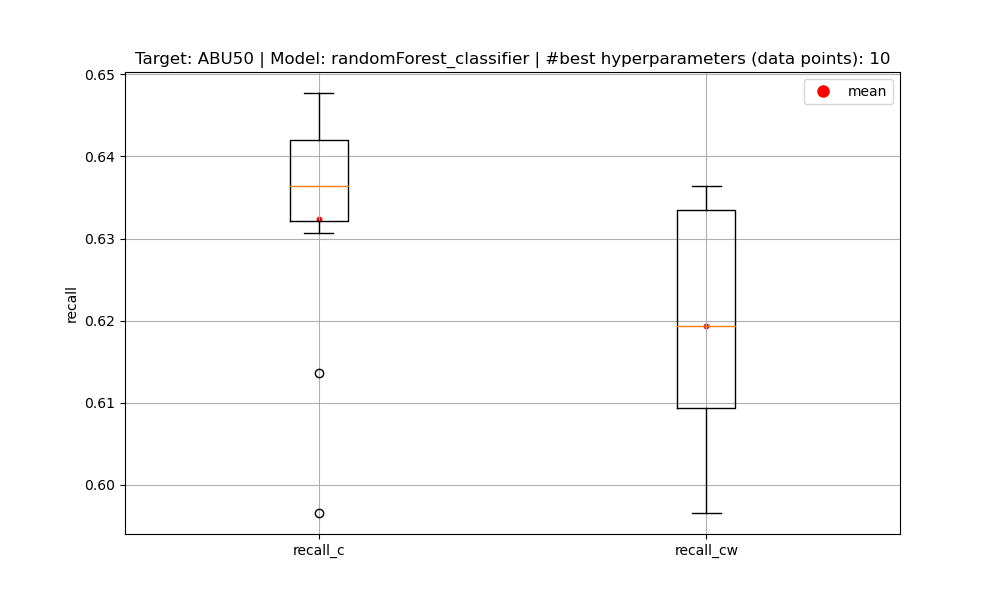 Target: ABU50 | Model: randomForest_classifier | #best hyperparameters (data points): 10
mean
0.65
0.64
0.63
0.62
0.61
0.60
recall
recall_c
recall_cw